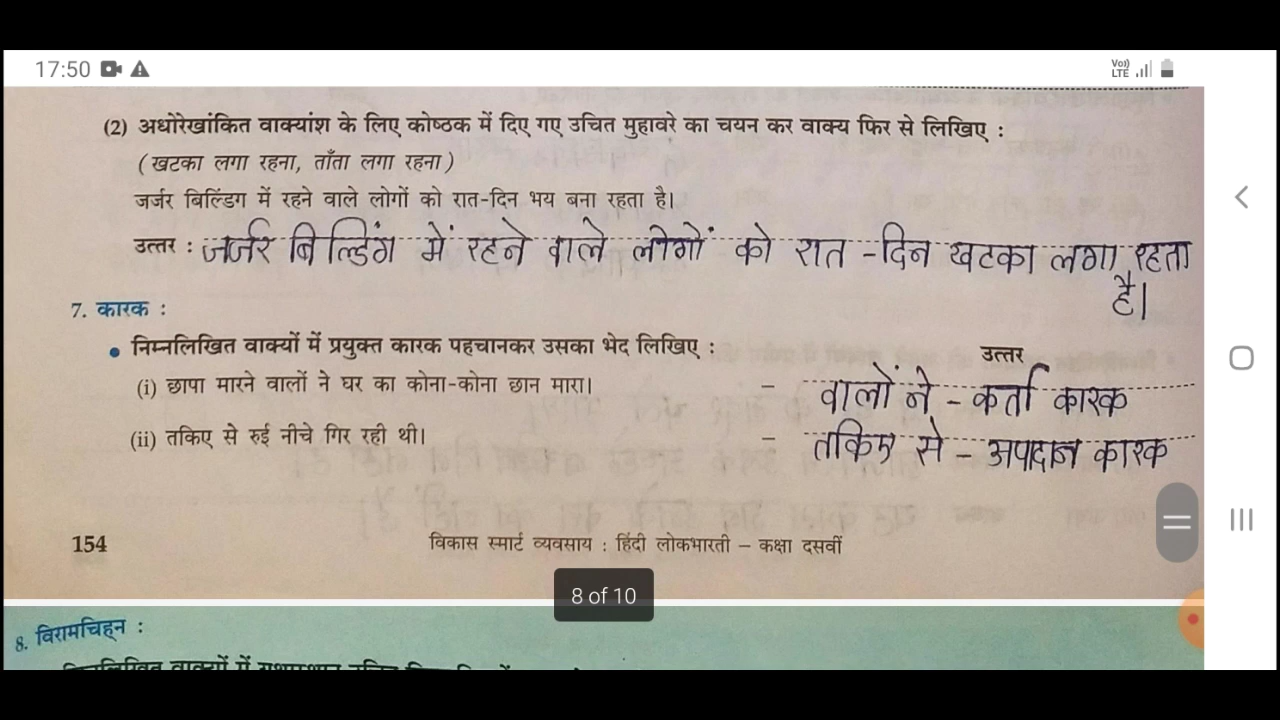 17:50
Vo)) LTE
(2) अधोरेखांकित वाक्यांश के लिए कोष्ठक में दिए गए उचित मुहावरे का चयन कर वाक्य फिर से लिखिए :
(खटका लगा रहना, ताँता लगा रहना)
जर्जर बिल्डिंग में रहने वाले लोगों को रात-दिन भय बना रहता है।
उत्तर : जर्जर बिल्डिंग में रहने वाले लोगों को रात-दिन खटका लगा रहता
है।
7. कारक :
• निम्नलिखित वाक्यों में प्रयुक्त कारक पहचानकर उसका भेद लिखिए :
उत्तर
(i) छापा मारने वालों ने घर का कोना-कोना छान मारा। - वालों ने - कर्ता कारक
(ii) तकिए से रुई नीचे गिर रही थी। - तकिए से - अपादान कारक
154 विकास स्मार्ट व्यवसाय : हिंदी लोकभारती – कक्षा दसवीं
8 of 10
8. विरामचिह्न :